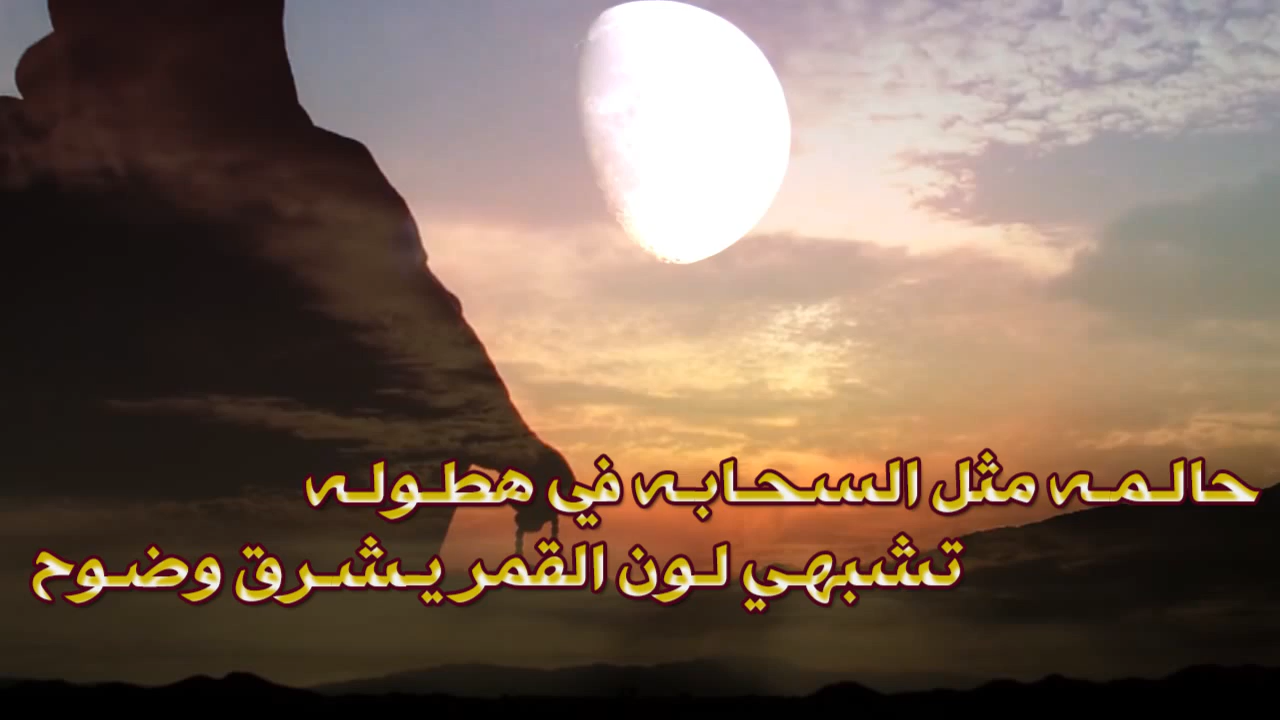 حالمه مثل السحابه في هطوله
تشبهي لون القمر يشرق وضوح